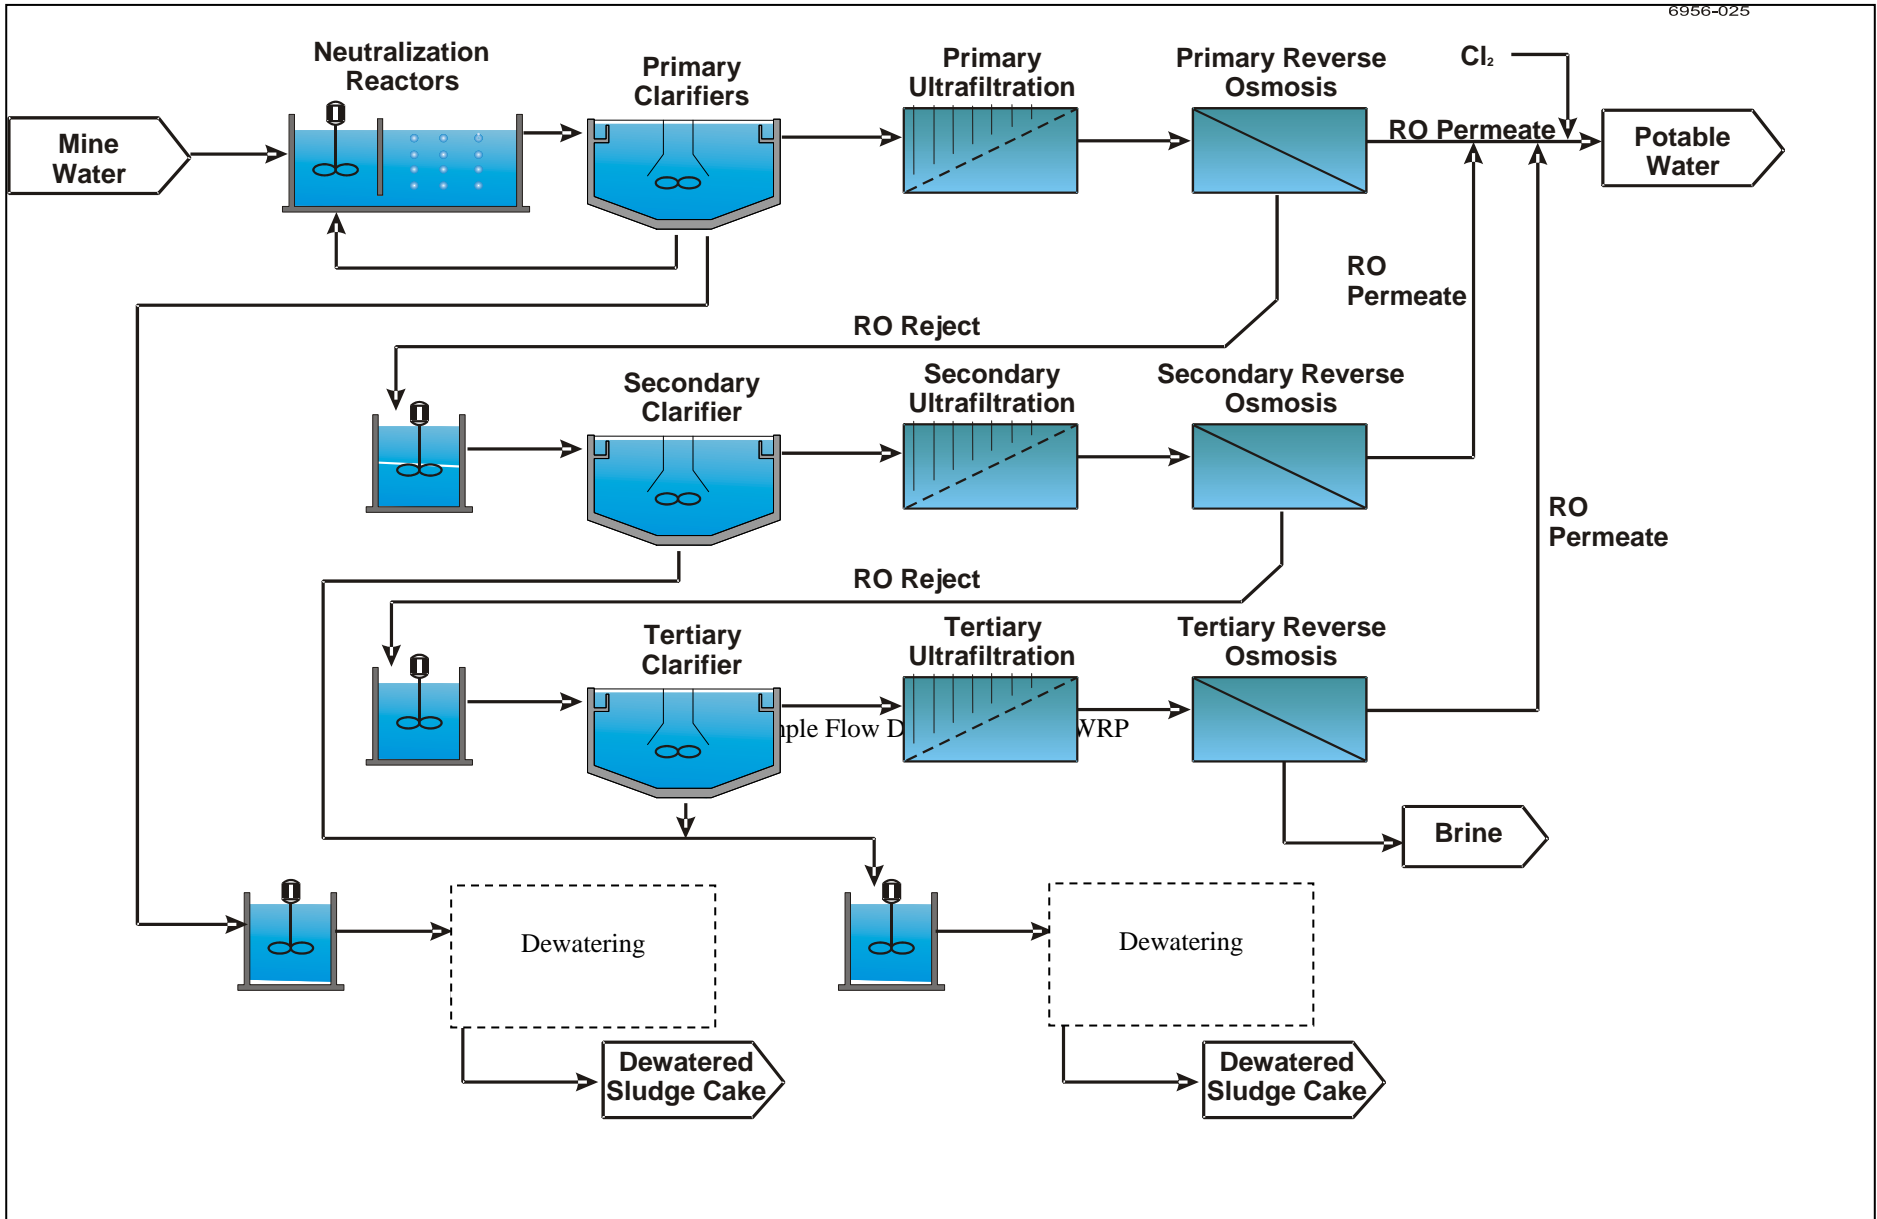 6956-025
Neutralization
Reactors
Primary
Clarifiers
Primary
Ultrafiltration
Primary Reverse
Osmosis
Cl₂
Mine
Water
RO Permeate
Potable
Water
RO
Permeate
RO Reject
Secondary
Clarifier
Secondary
Ultrafiltration
Secondary Reverse
Osmosis
RO
Permeate
RO Reject
Tertiary
Clarifier
Tertiary
Ultrafiltration
Tertiary Reverse
Osmosis
Flow WRP
Brine
Dewatering
Dewatering
Dewatered
Sludge Cake
Dewatered
Sludge Cake